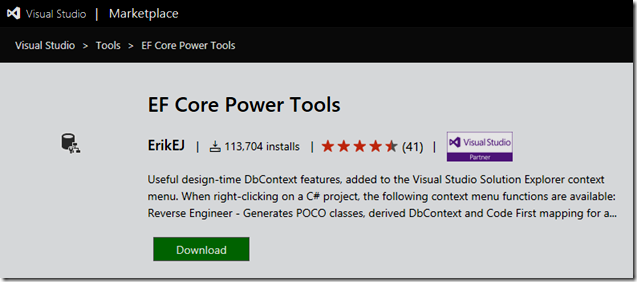 Visual Studio | Marketplace
Visual Studio > Tools > EF Core Power Tools
EF Core Power Tools
ErikEJ | 113,704 installs | (41) | Visual Studio
Partner
Useful design-time DbContext features, added to the Visual Studio Solution Explorer context
menu. When right-clicking on a C# project, the following context menu functions are available:
Reverse Engineer - Generates POCO classes, derived DbContext and Code First mapping for a...
Download